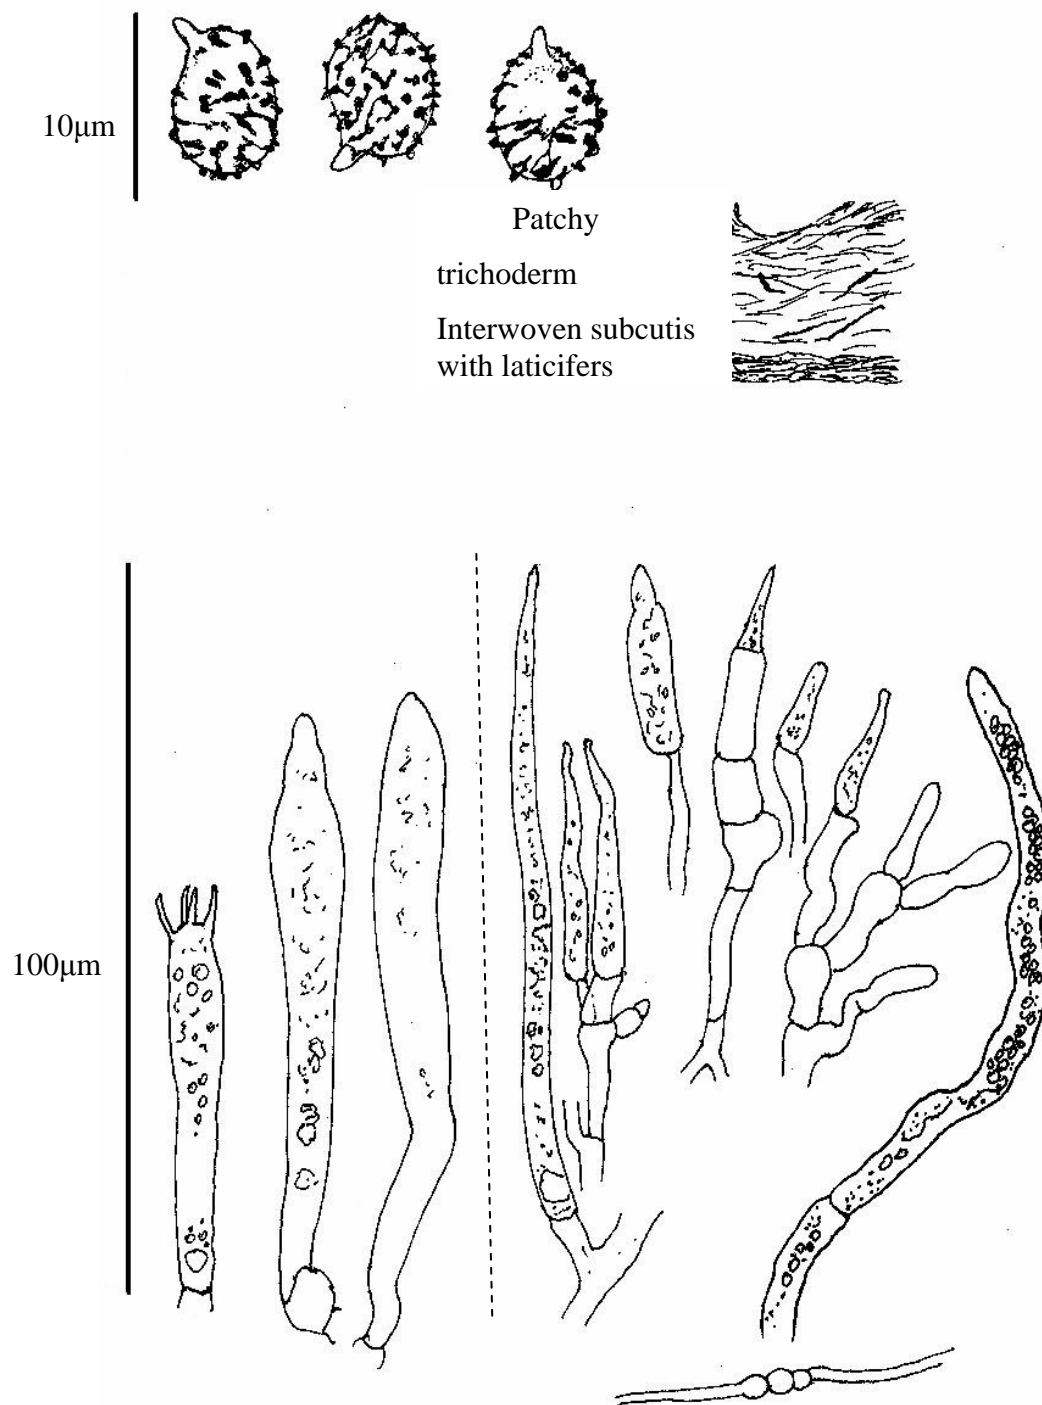 10μm
Patchy
trichoderm
Interwoven subcutis
with laticifers
100μm